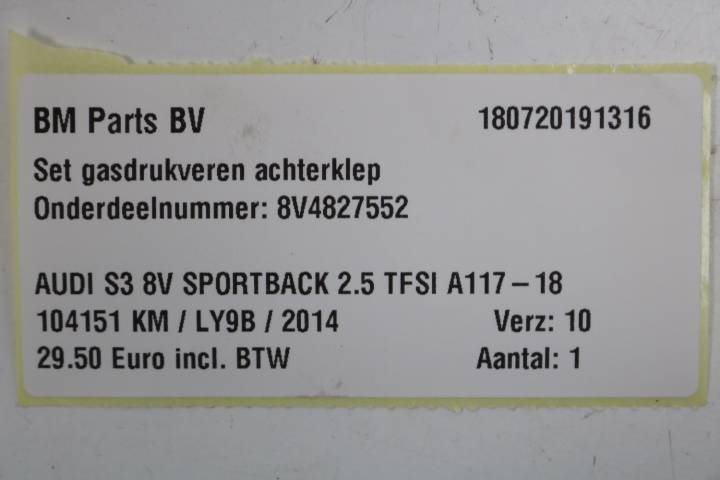 BM Parts BV 180720191316
Set gasdrukveren achterklep
Onderdeelnummer: 8V4827552
AUDI S3 8V SPORTBACK 2.5 TFSI A117-18
104151 KM / LY9B / 2014 Verz: 10
29.50 Euro incl. BTW Aantal: 1